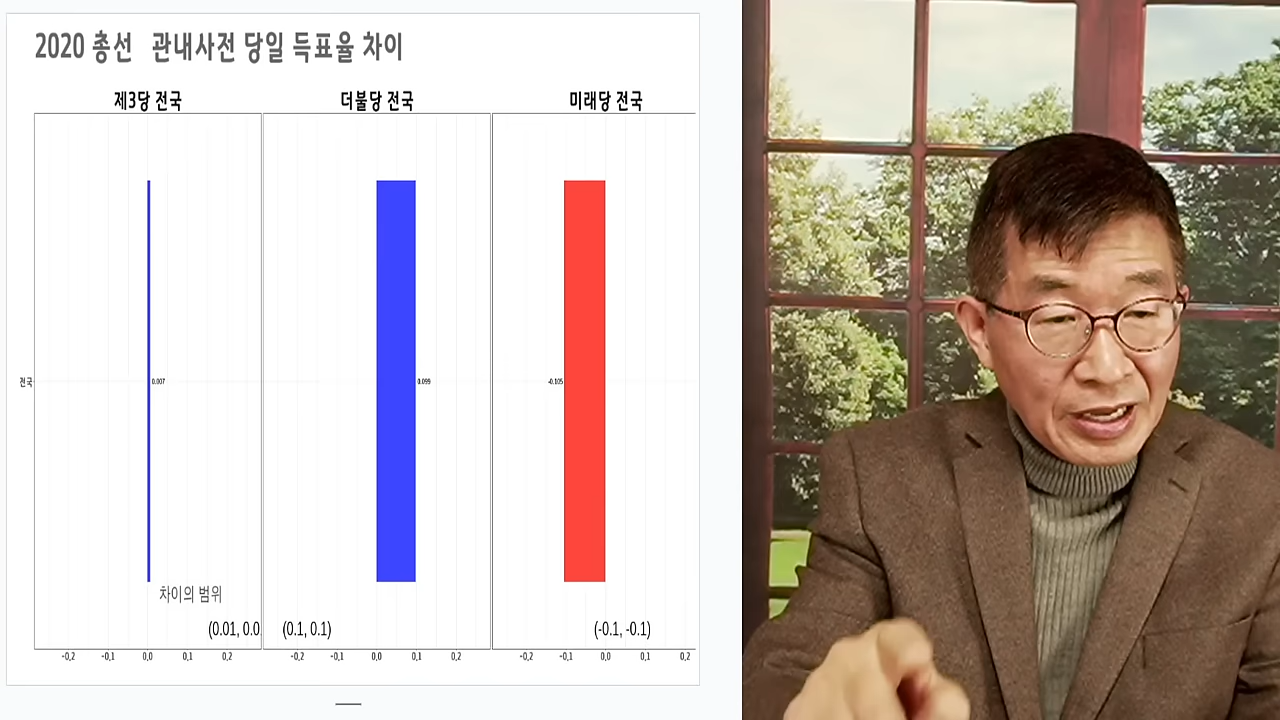 2020 총선 관내사전 당일 득표율 차이
제3당 전국
더불당 전국
미래당 전국
전국
0.007
0.099
-0.105
차이의 범위
(0.01, 0.0
(0.1, 0.1)
(-0.1, -0.1)
-0,2 -0,1 0,0 0,1 0,2
-0,2 -0,1 0,0 0,1 0,2
-0,2 -0,1 0,0 0,1 0,2